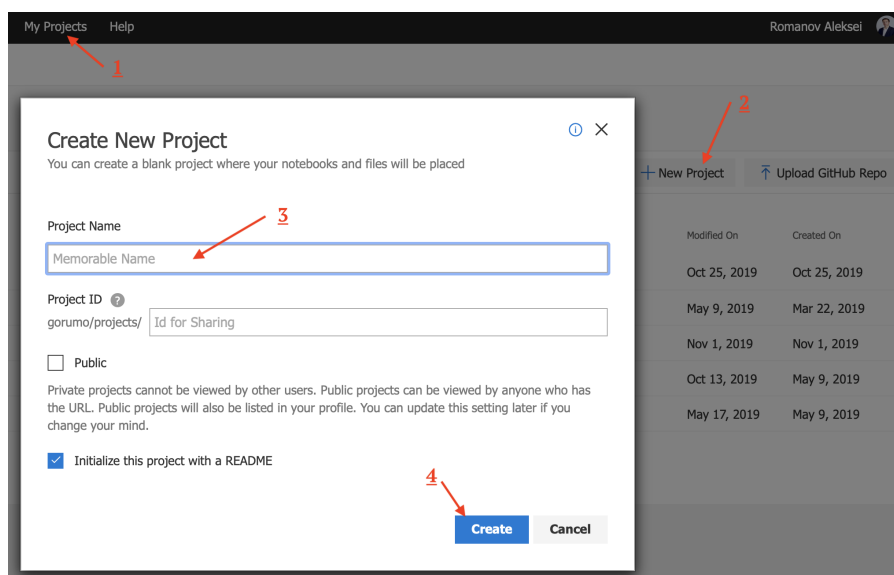 My Projects Help Romanov Aleksei
1
2
Create New Project
You can create a blank project where your notebooks and files will be placed
New Project Upload GitHub Repo
3
Project Name
Memorable Name
Modified On Created On
Oct 25, 2019 Oct 25, 2019
Project ID ?
gorumo/projects/ Id for Sharing
May 9, 2019 Mar 22, 2019
Nov 1, 2019 Nov 1, 2019
Public
Oct 13, 2019 May 9, 2019
Private projects cannot be viewed by other users. Public projects can be viewed by anyone who has
the URL. Public projects will also be listed in your profile. You can update this setting later if you
change your mind.
May 17, 2019 May 9, 2019
Initialize this project with a README
4
Create Cancel